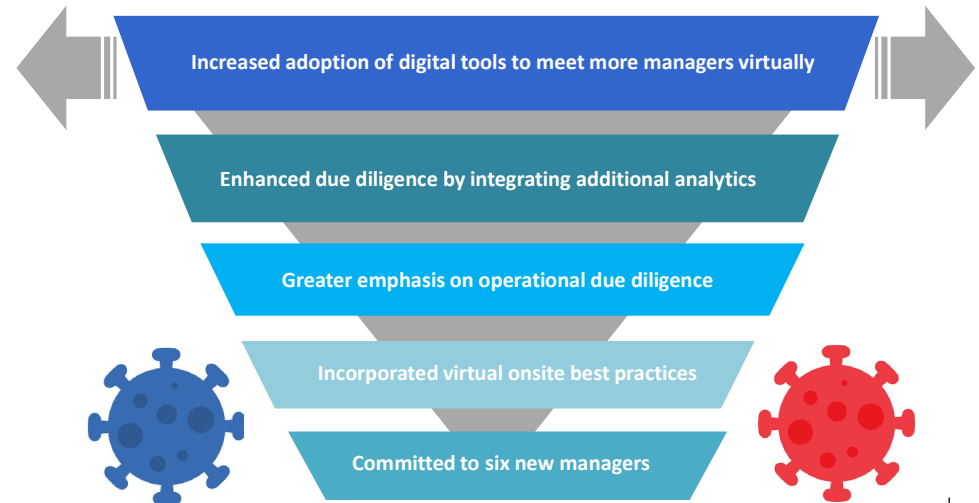 Increased adoption of digital tools to meet more managers virtually
Enhanced due diligence by integrating additional analytics
Greater emphasis on operational due diligence
Incorporated virtual onsite best practices
Committed to six new managers